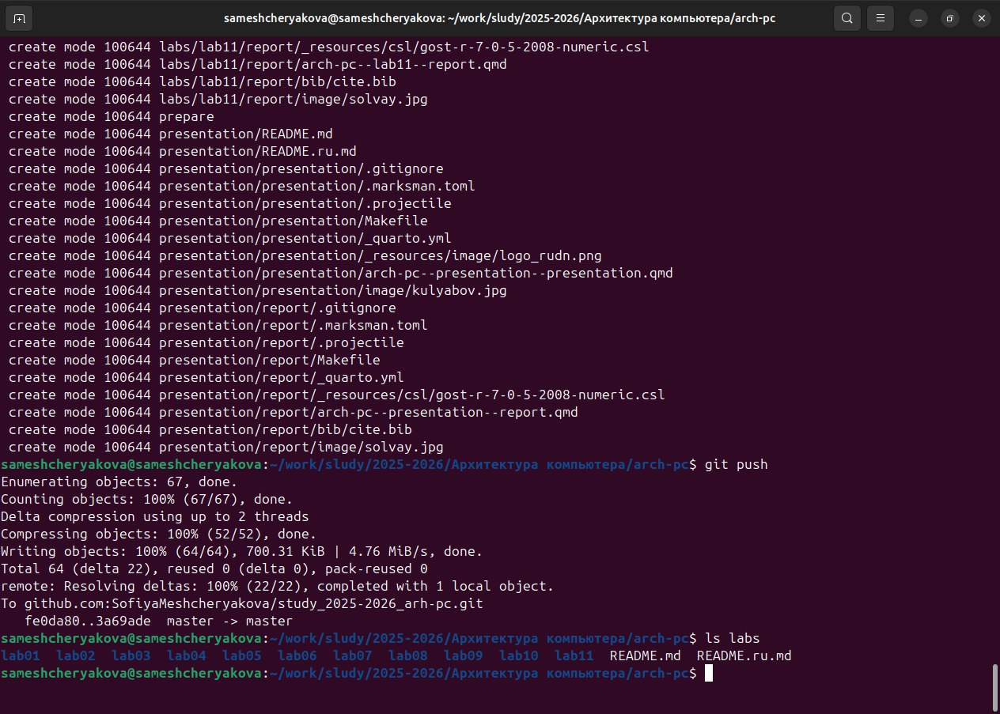 sameshcheryakova@sameshcheryakova: ~/work/sludy/2025-2026/Архитектура компьютера/arch-pc
create mode 100644 labs/lab11/report/_resources/csl/gost-r-7-0-5-2008-numeric.csl
create mode 100644 labs/lab11/report/arch-pc--lab11--report.qmd
create mode 100644 labs/lab11/report/bib/cite.bib
create mode 100644 labs/lab11/report/image/solvay.jpg
create mode 100644 prepare
create mode 100644 presentation/README.md
create mode 100644 presentation/README.ru.md
create mode 100644 presentation/presentation/.gitignore
create mode 100644 presentation/presentation/.marksman.toml
create mode 100644 presentation/presentation/.projectile
create mode 100644 presentation/presentation/Makefile
create mode 100644 presentation/presentation/_quarto.yml
create mode 100644 presentation/presentation/_resources/image/logo_rudn.png
create mode 100644 presentation/presentation/arch-pc--presentation--presentation.qmd
create mode 100644 presentation/presentation/image/kulyabov.jpg
create mode 100644 presentation/report/.gitignore
create mode 100644 presentation/report/.marksman.toml
create mode 100644 presentation/report/.projectile
create mode 100644 presentation/report/Makefile
create mode 100644 presentation/report/_quarto.yml
create mode 100644 presentation/report/_resources/csl/gost-r-7-0-5-2008-numeric.csl
create mode 100644 presentation/report/arch-pc--presentation--report.qmd
create mode 100644 presentation/report/bib/cite.bib
create mode 100644 presentation/report/image/solvay.jpg
sameshcheryakova@sameshcheryakova:~/work/sludy/2025-2026/Архитектура компьютера/arch-pc$ git push
Enumerating objects: 67, done.
Counting objects: 100% (67/67), done.
Delta compression using up to 2 threads
Compressing objects: 100% (52/52), done.
Writing objects: 100% (64/64), 700.31 KiB | 4.76 MiB/s, done.
Total 64 (delta 22), reused 0 (delta 0), pack-reused 0
remote: Resolving deltas: 100% (22/22), completed with 1 local object.
To github.com:SofiyaMeshcheryakova/study_2025-2026_arh-pc.git
fe0da80..3a69ade  master -> master
sameshcheryakova@sameshcheryakova:~/work/sludy/2025-2026/Архитектура компьютера/arch-pc$ ls labs
lab01  lab02  lab03  lab04  lab05  lab06  lab07  lab08  lab09  lab10  lab11  README.md  README.ru.md
sameshcheryakova@sameshcheryakova:~/work/sludy/2025-2026/Архитектура компьютера/arch-pc$